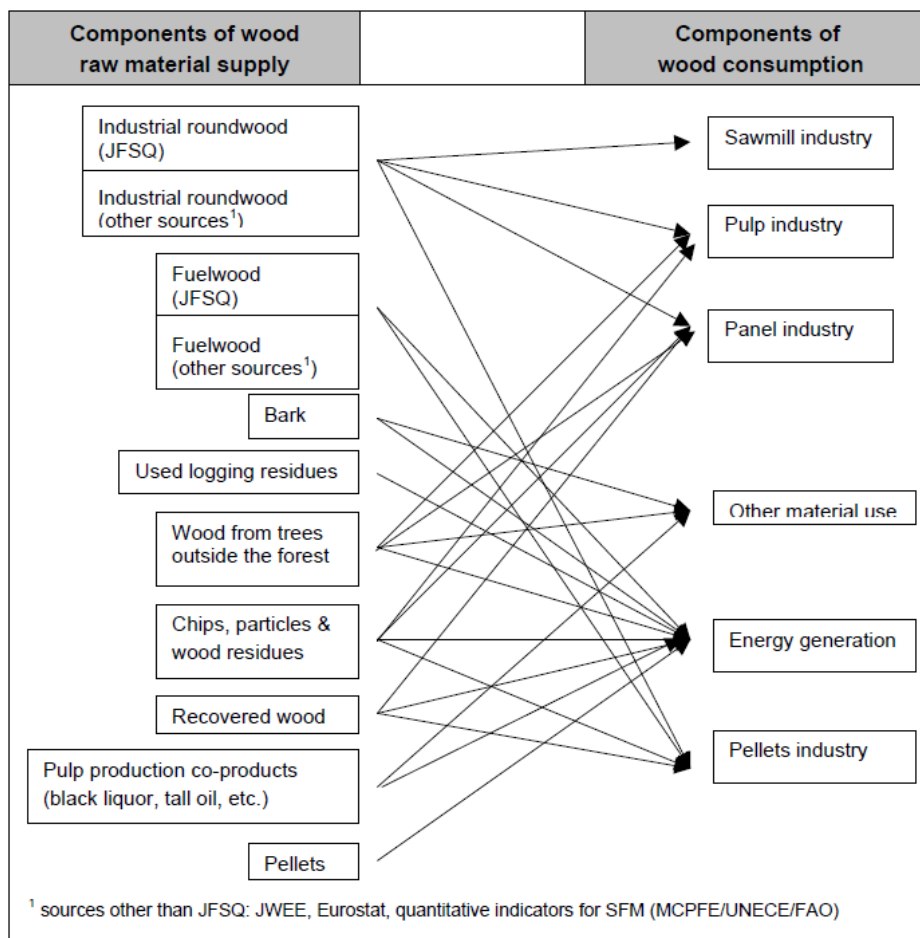 Components of wood
raw material supply
Components of
wood consumption
Industrial roundwood
(JFSQ)
Industrial roundwood
(other sources¹)
Fuelwood
(JFSQ)
Fuelwood
(other sources¹)
Bark
Used logging residues
Wood from trees
outside the forest
Chips, particles &
wood residues
Recovered wood
Pulp production co-products
(black liquor, tall oil, etc.)
Pellets
Sawmill industry
Pulp industry
Panel industry
Other material use
Energy generation
Pellets industry
¹ sources other than JFSQ: JWEE, Eurostat, quantitative indicators for SFM (MCPFE/UNECE/FAO)